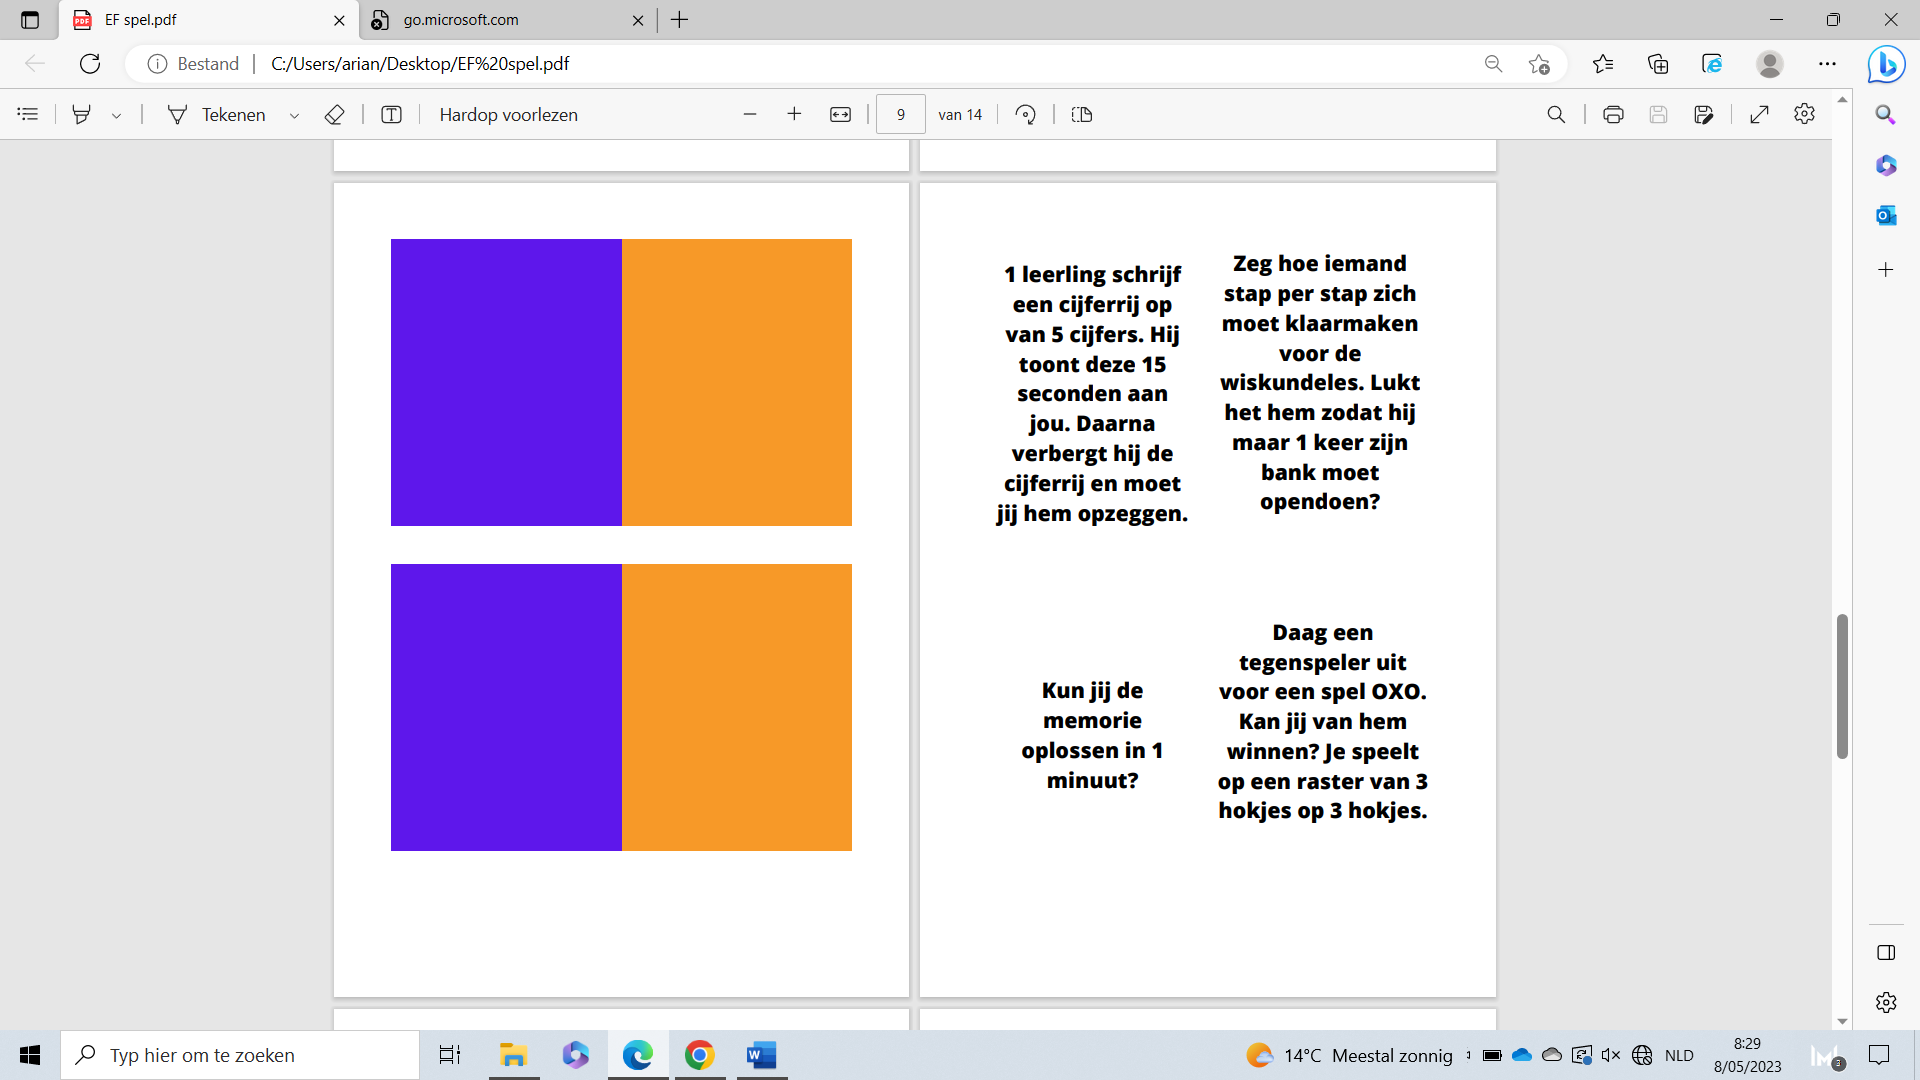 EF spel.pdf
go.microsoft.com
Bestand
C:/Users/arian/Desktop/EF%20spel.pdf
Tekenen
Hardop voorlezen
9
van 14
1 leerling schrijf
een cijferrij op
van 5 cijfers. Hij
toont deze 15
seconden aan
jou. Daarna
verbergt hij de
cijferrij en moet
jij hem opzeggen.
Zeg hoe iemand
stap per stap zich
moet klaarmaken
voor de
wiskundeles. Lukt
het hem zodat hij
maar 1 keer zijn
bank moet
opendoen?
Kun jij de
memorie
oplossen in 1
minuut?
Daag een
tegenspeler uit
voor een spel OXO.
Kan jij van hem
winnen? Je speelt
op een raster van 3
hokjes op 3 hokjes.
Typ hier om te zoeken
14°C Meestal zonnig
NLD
8:29
8/05/2023
3